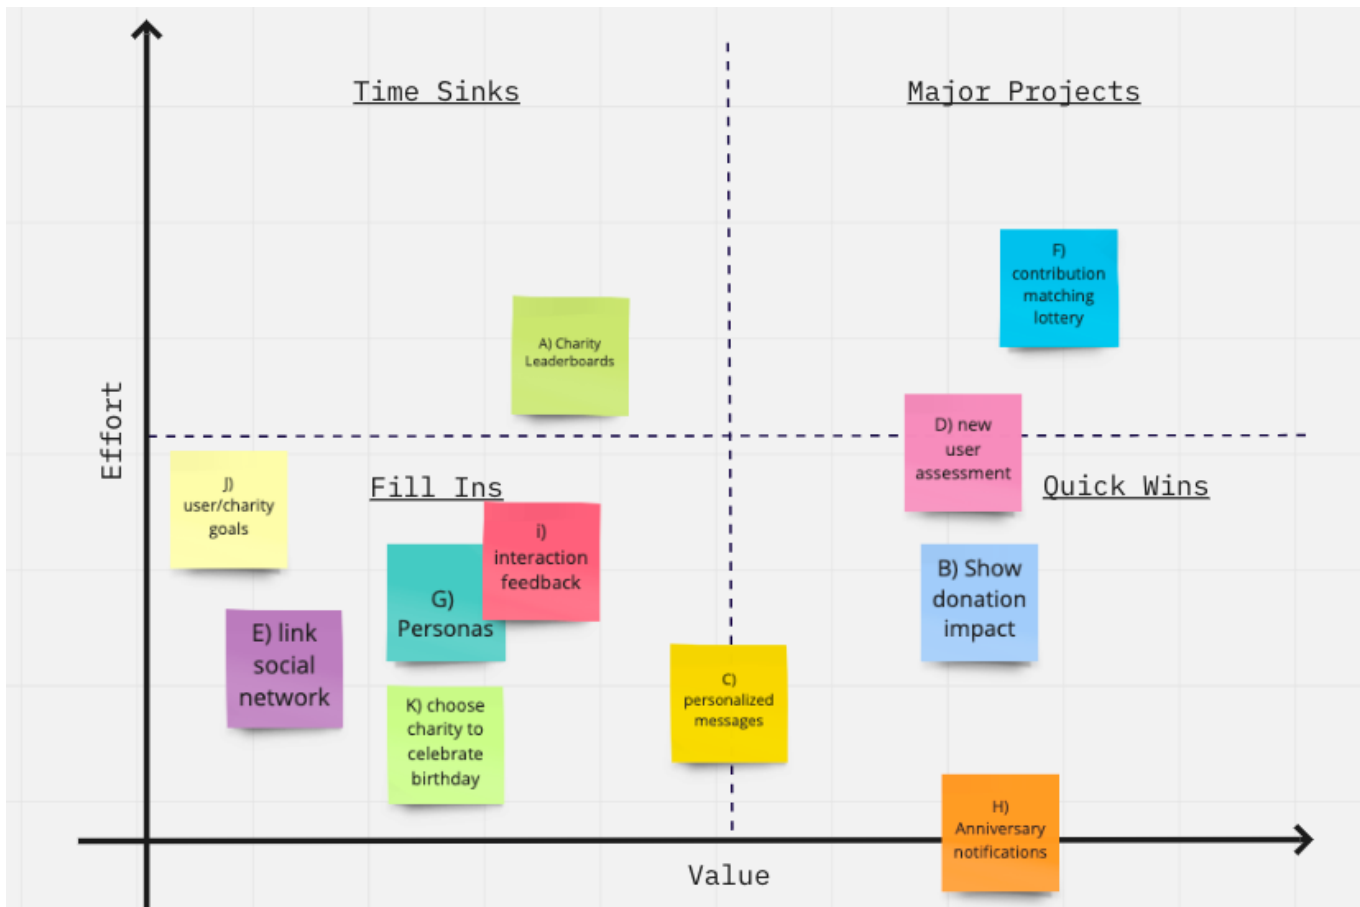 Time Sinks
Major Projects
F)
contribution
matching
lottery
A) Charity
Leaderboards
Effort
D) new
user
assessment
J)
user/charity
goals
Fill Ins
Quick Wins
i)
interaction
feedback
G)
Personas
B) Show
donation
impact
E) link
social
network
C)
personalized
messages
K) choose
charity to
celebrate
birthday
H)
Anniversary
notifications
Value